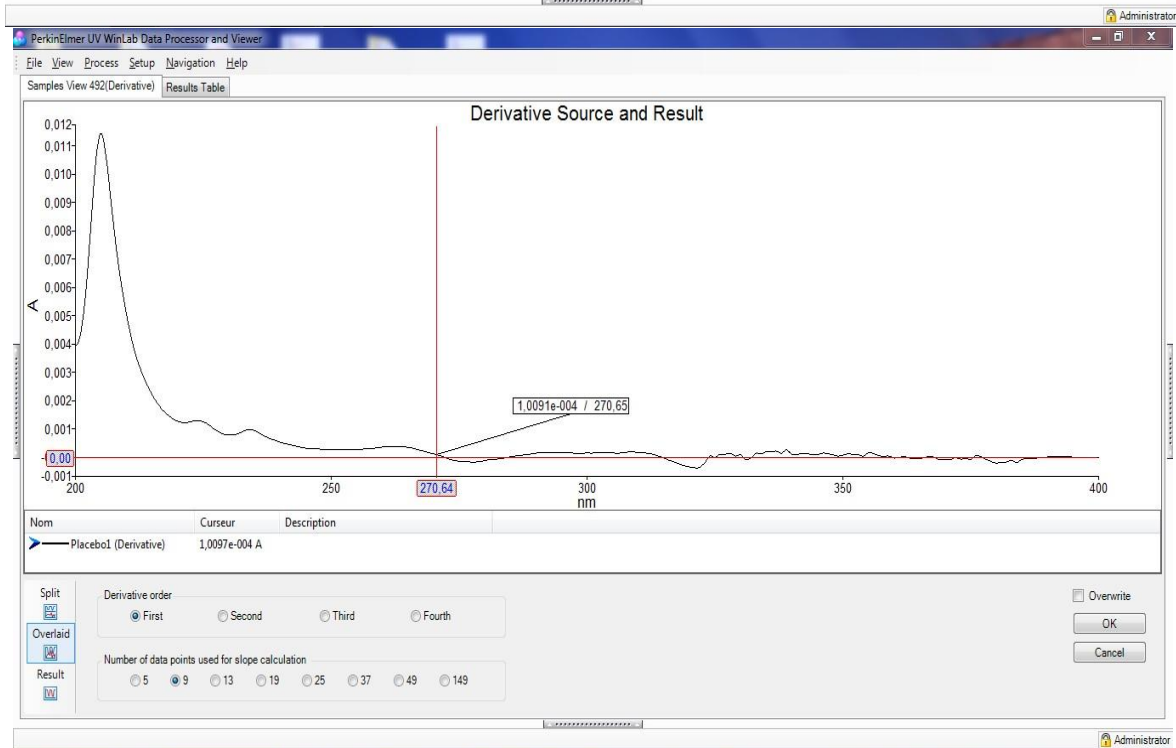 Administrator
PerkinElmer UV WinLab Data Processor and Viewer
File View Process Setup Navigation Help
Samples View 492(Derivative) Results Table
Derivative Source and Result
0,012
0,011
0,010
0,009
0,008
0,007
0,006
A
0,005
0,004
0,003
0,002
1,0091e-004 / 270,65
0,001
0,00
-0,001
200 250 270,64 300 350 400
nm
Nom Curseur Description
Placebo1 (Derivative) 1,0097e-004 A
Split
Overlaid
Result
Derivative order
First Second Third Fourth
Number of data points used for slope calculation
5 9 13 19 25 37 49 149
Overwrite
OK
Cancel
Administrator